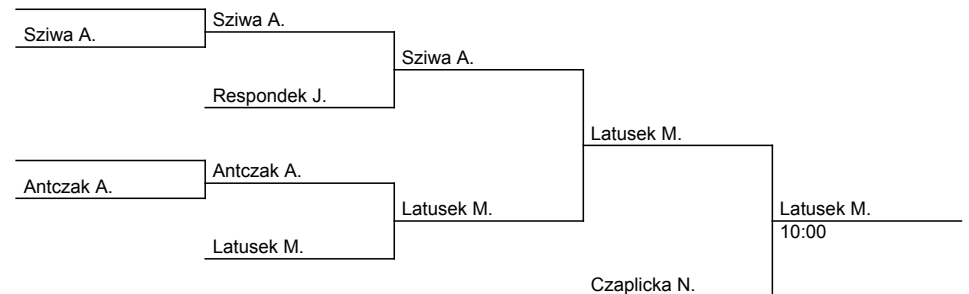 Sziwa A.
Sziwa A.
Sziwa A.
Respondek J.
Latusek M.
Antczak A.
Antczak A.
Latusek M.
Latusek M.
10:00
Latusek M.
Czaplicka N.